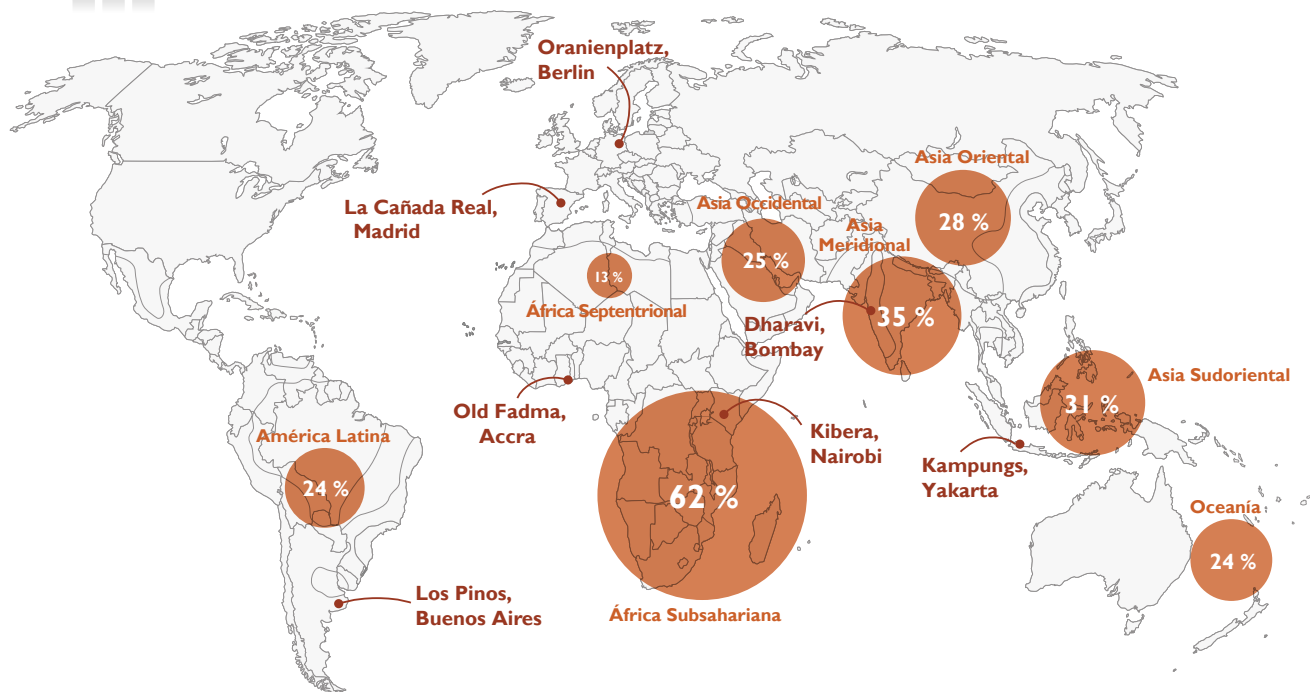 Oranienplatz,
Berlin
Asia Oriental
28 %
La Cañada Real,
Madrid
Asia Occidental
25 %
Asia
Meridional
35 %
13 %
África Septentrional
Dharavi,
Bombay
Old Fadma,
Accra
Kibera,
Nairobi
Asia Sudoriental
31 %
Kampungs,
Yakarta
América Latina
24 %
62 %
África Subsahariana
Oceanía
24 %
Los Pinos,
Buenos Aires